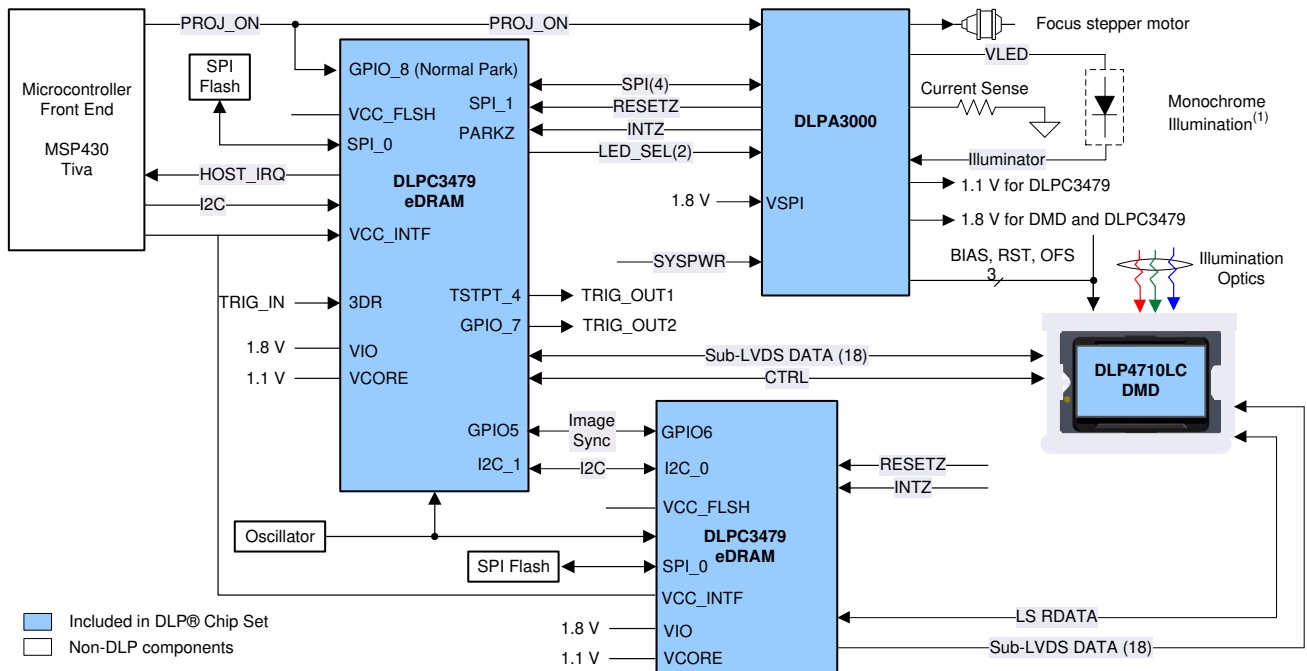 PROJ_ON
PROJ_ON
Focus stepper motor
VLED
Microcontroller
Front End
MSP430
Tiva
SPI
Flash
GPIO_8 (Normal Park)
VCC_FLSH
SPI_0
SPI_1
PARKZ
DLPC3479
eDRAM
SPI(4)
RESETZ
INTZ
LED_SEL(2)
DLPA3000
Current Sense
Monochrome
Illumination(1)
Illuminator
1.1 V for DLPC3479
1.8 V
VSPI
1.8 V for DMD and DLPC3479
HOST_IRQ
I2C
VCC_INTF
SYSPWR
BIAS, RST, OFS
3
Illumination
Optics
TRIG_IN
3DR
TSTPT_4
TRIG_OUT1
GPIO_7
TRIG_OUT2
1.8 V
VIO
1.1 V
VCORE
Sub-LVDS DATA (18)
CTRL
DLP4710LC
DMD
GPIO5
Image
Sync
GPIO6
I2C_1
I2C
I2C_0
RESETZ
INTZ
VCC_FLSH
Oscillator
DLPC3479
eDRAM
SPI Flash
SPI_0
VCC_INTF
LS RDATA
1.8 V
VIO
Sub-LVDS DATA (18)
1.1 V
VCORE
Included in DLP® Chip Set
Non-DLP components